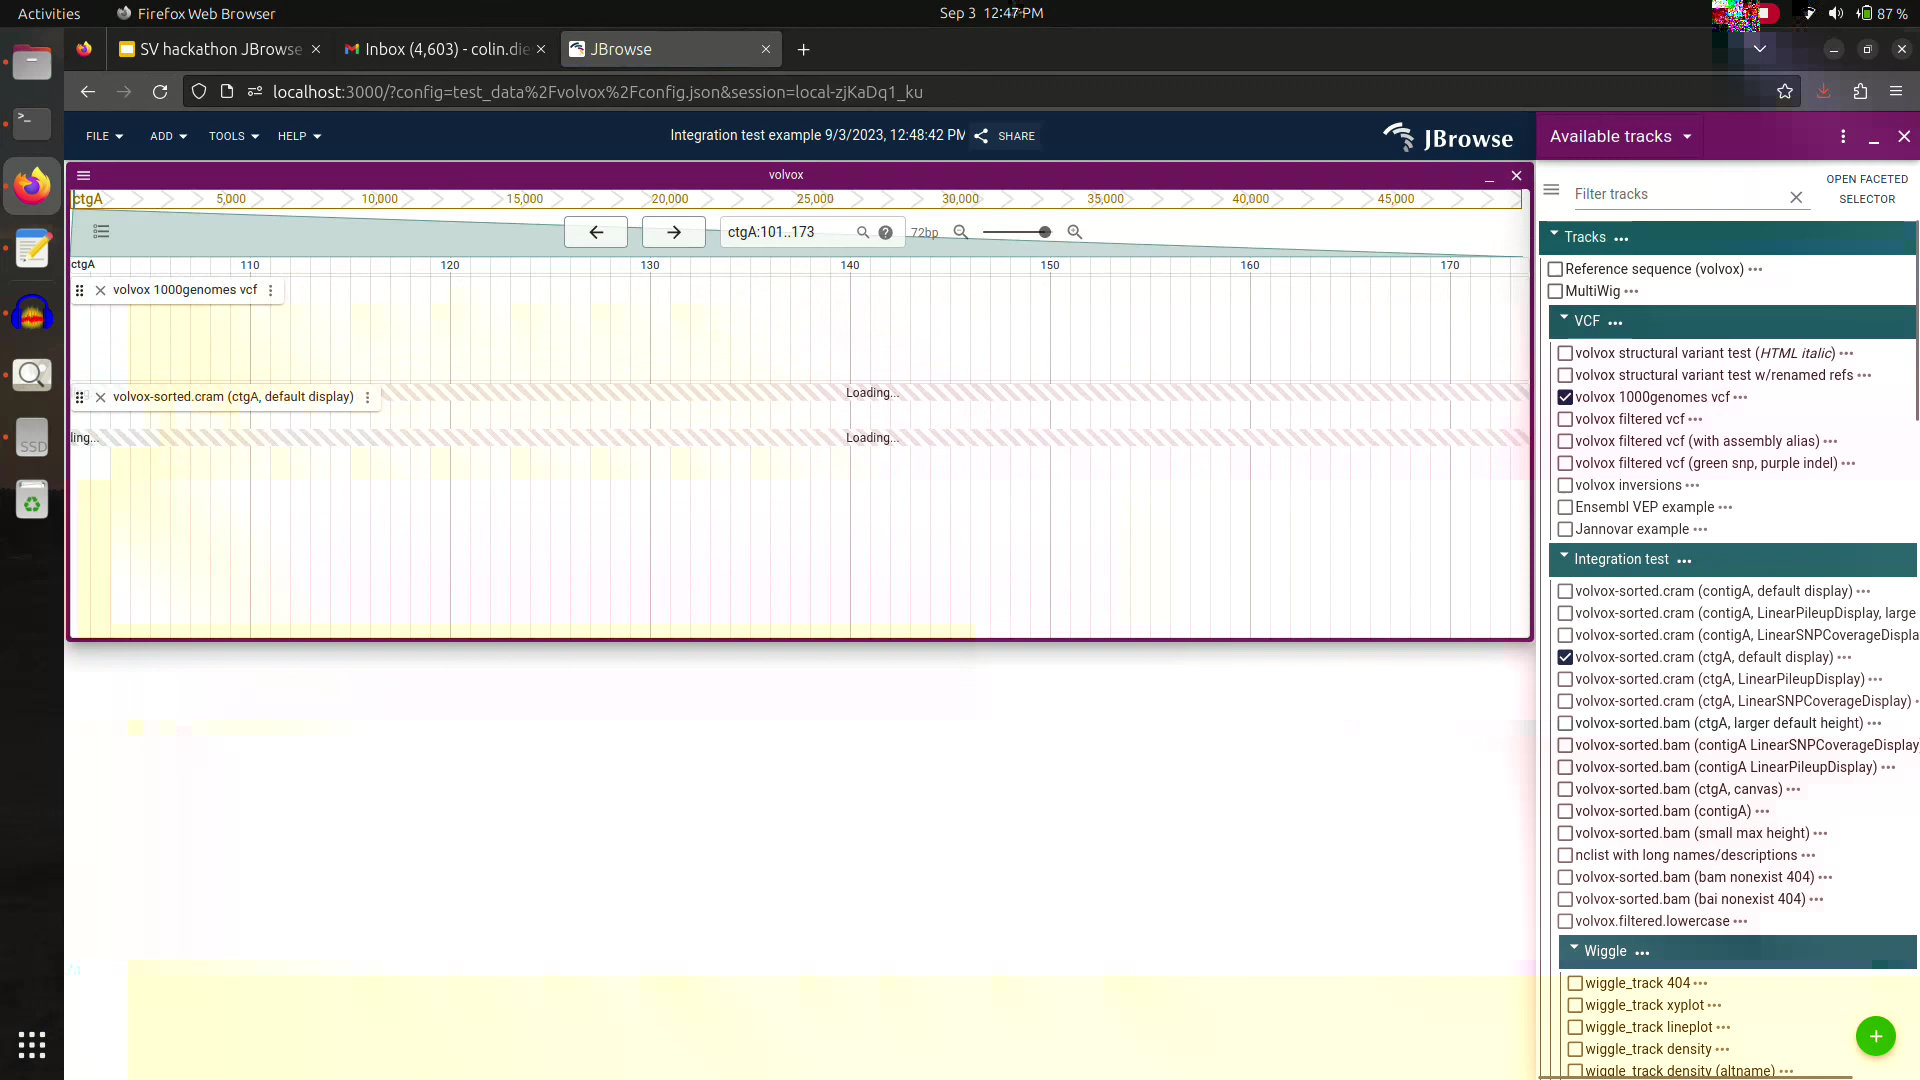 Activities
Firefox Web Browser
Sep 3 12:47 PM
87 %
SV hackathon JBrowse
Inbox (4,603) - colin.die
JBrowse
localhost:3000/?config=test_data%2Fvolvox%2Fconfig.json&session=local-zjKaDq1_ku
FILE
ADD
TOOLS
HELP
Integration test example 9/3/2023, 12:48:42 PM
SHARE
JBrowse
Available tracks
volvox
Filter tracks
OPEN FACETED
SELECTOR
ctgA
5,000
10,000
15,000
20,000
25,000
30,000
35,000
40,000
45,000
ctgA:101..173
72bp
ctgA
110
120
130
140
150
160
170
volvox 1000genomes vcf
Loading...
volvox-sorted.cram (ctgA, default display)
ling...
Loading...
Tracks
Reference sequence (volvox)
MultiWig
VCF
volvox structural variant test (HTML italic)
volvox structural variant test w/renamed refs
volvox 1000genomes vcf
volvox filtered vcf
volvox filtered vcf (with assembly alias)
volvox filtered vcf (green snp, purple indel)
volvox inversions
Ensembl VEP example
Jannovar example
Integration test
volvox-sorted.cram (contigA, default display)
volvox-sorted.cram (contigA, LinearPileupDisplay, large
volvox-sorted.cram (contigA, LinearSNPCoverageDispla
volvox-sorted.cram (ctgA, default display)
volvox-sorted.cram (ctgA, LinearPileupDisplay)
volvox-sorted.cram (ctgA, LinearSNPCoverageDisplay)
volvox-sorted.bam (ctgA, larger default height)
volvox-sorted.bam (contigA LinearSNPCoverageDisplay
volvox-sorted.bam (contigA LinearPileupDisplay)
volvox-sorted.bam (ctgA, canvas)
volvox-sorted.bam (contigA)
volvox-sorted.bam (small max height)
nclist with long names/descriptions
volvox-sorted.bam (bam nonexist 404)
volvox-sorted.bam (bai nonexist 404)
volvox.filtered.lowercase
Wiggle
wiggle_track 404
wiggle_track xyplot
wiggle_track lineplot
wiggle_track density
wiggle_track density (altname)
SSD